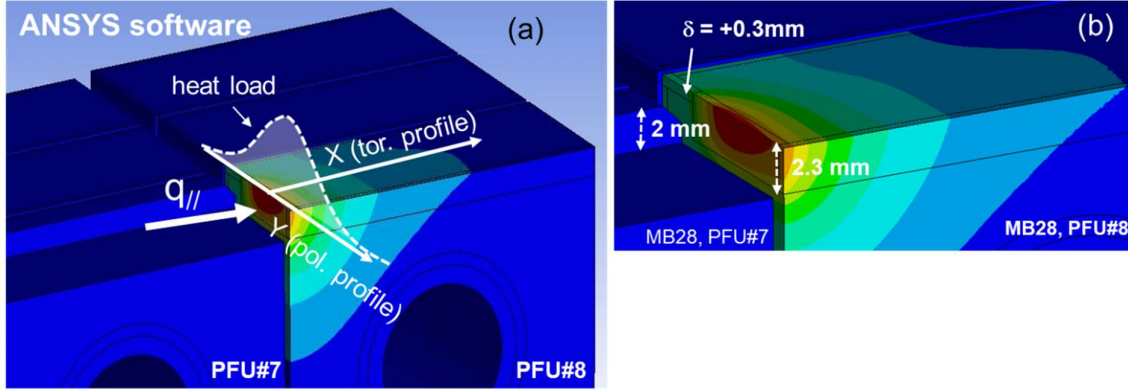 ANSYS software
(a)
heat load
X (tor. profile)
q//
Y (pol. profile)
PFU#7
PFU#8
(b)
δ = +0.3mm
2 mm
2.3 mm
MB28, PFU#7
MB28, PFU#8